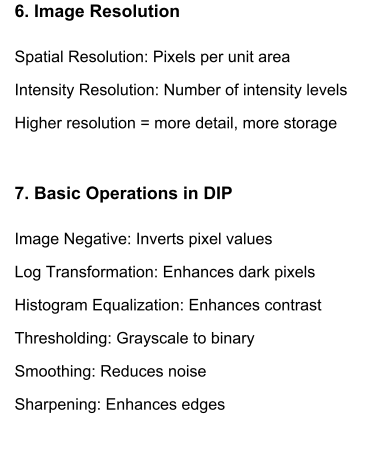 6. Image Resolution
Spatial Resolution: Pixels per unit area
Intensity Resolution: Number of intensity levels
Higher resolution = more detail, more storage
7. Basic Operations in DIP
Image Negative: Inverts pixel values
Log Transformation: Enhances dark pixels
Histogram Equalization: Enhances contrast
Thresholding: Grayscale to binary
Smoothing: Reduces noise
Sharpening: Enhances edges